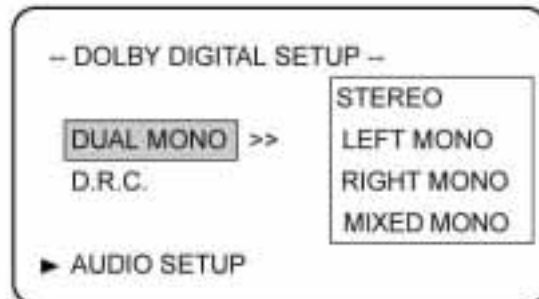 -- DOLBY DIGITAL SETUP --
STEREO
DUAL MONO >> LEFT MONO
D.R.C. RIGHT MONO
MIXED MONO
► AUDIO SETUP